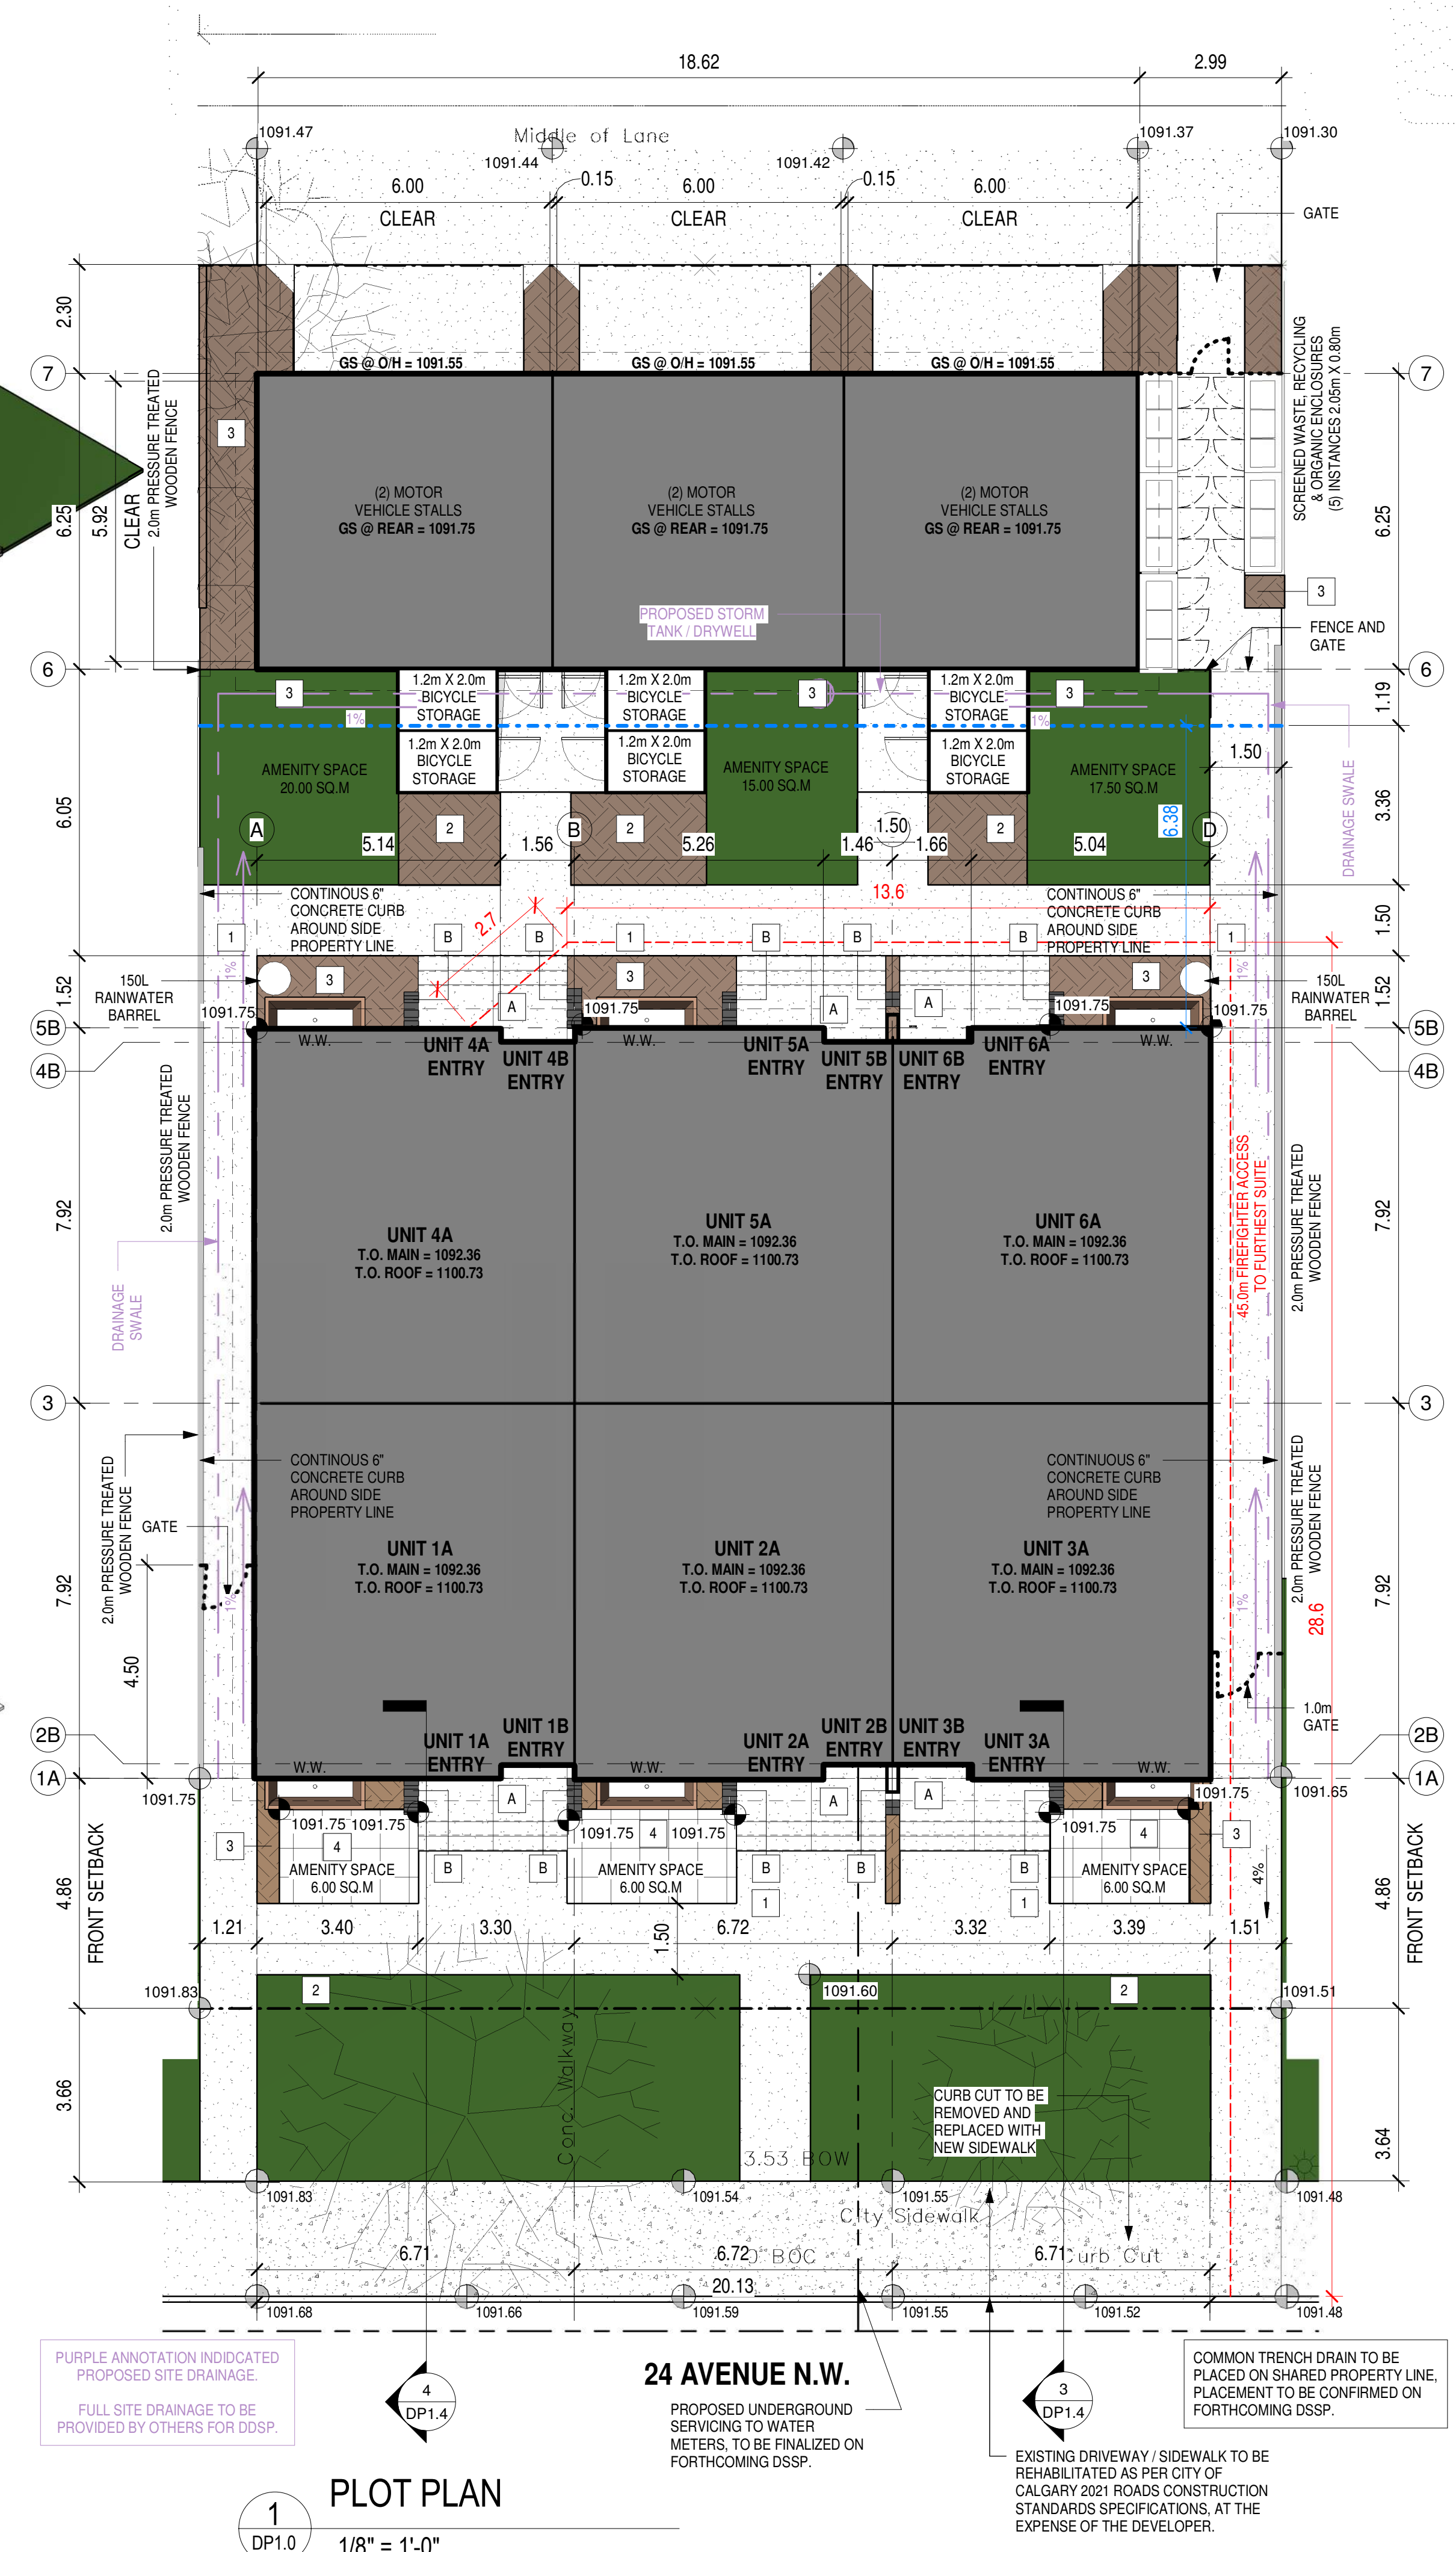 18.62
2.99
1091.47
Middle of Lane
1091.44
1091.42
1091.37
1091.30
6.00
CLEAR
0.15
6.00
CLEAR
0.15
6.00
CLEAR
GATE
2.30
7
7
GS @ O/H = 1091.55
GS @ O/H = 1091.55
GS @ O/H = 1091.55
2.0m PRESSURE TREATED
WOODEN FENCE
SCREENED WASTE, RECYCLING
& ORGANIC ENCLOSURES
(5) INSTANCES 2.05m X 0.80m
3
6.25
5.92
CLEAR
6.25
(2) MOTOR
VEHICLE STALLS
GS @ REAR = 1091.75
(2) MOTOR
VEHICLE STALLS
GS @ REAR = 1091.75
(2) MOTOR
VEHICLE STALLS
GS @ REAR = 1091.75
3
PROPOSED STORM
TANK / DRYWELL
FENCE AND
GATE
6
6
1.2m X 2.0m
BICYCLE
STORAGE
1.2m X 2.0m
BICYCLE
STORAGE
1.2m X 2.0m
BICYCLE
STORAGE
3
3
3
1.19
1%
1%
1.2m X 2.0m
BICYCLE
STORAGE
1.2m X 2.0m
BICYCLE
STORAGE
1.2m X 2.0m
BICYCLE
STORAGE
1.50
AMENITY SPACE
20.00 SQ.M
AMENITY SPACE
15.00 SQ.M
AMENITY SPACE
17.50 SQ.M
DRAINAGE SWALE
6.05
3.36
6.38
A
B
D
2
2
2
5.14
1.56
5.26
1.46
1.50
1.66
5.04
CONTINOUS 6"
CONCRETE CURB
AROUND SIDE
PROPERTY LINE
13.6
CONTINOUS 6"
CONCRETE CURB
AROUND SIDE
PROPERTY LINE
2.7
1.50
1
B
B
1
B
B
B
1
1%
1%
150L
RAINWATER
BARREL
150L
RAINWATER
BARREL
1.52
1.52
3
3
3
1091.75
A
1091.75
A
A
1091.75
1091.75
5B
5B
W.W.
W.W.
W.W.
UNIT 4A
ENTRY
UNIT 4B
ENTRY
UNIT 5A
ENTRY
UNIT 5B
ENTRY
UNIT 6B
ENTRY
UNIT 6A
ENTRY
4B
4B
2.0m PRESSURE TREATED
WOODEN FENCE
45.0m FIREFIGHTER ACCESS
TO FURTHEST SUITE
2.0m PRESSURE TREATED
WOODEN FENCE
7.92
7.92
UNIT 4A
T.O. MAIN = 1092.36
T.O. ROOF = 1100.73
UNIT 5A
T.O. MAIN = 1092.36
T.O. ROOF = 1100.73
UNIT 6A
T.O. MAIN = 1092.36
T.O. ROOF = 1100.73
DRAINAGE
SWALE
3
3
CONTINOUS 6"
CONCRETE CURB
AROUND SIDE
PROPERTY LINE
CONTINUOUS 6"
CONCRETE CURB
AROUND SIDE
PROPERTY LINE
2.0m PRESSURE TREATED
WOODEN FENCE
2.0m PRESSURE TREATED
WOODEN FENCE
GATE
UNIT 1A
T.O. MAIN = 1092.36
T.O. ROOF = 1100.73
UNIT 2A
T.O. MAIN = 1092.36
T.O. ROOF = 1100.73
UNIT 3A
T.O. MAIN = 1092.36
T.O. ROOF = 1100.73
7.92
7.92
1%
1%
28.6
4.50
1.0m
GATE
2B
2B
UNIT 1A
ENTRY
UNIT 1B
ENTRY
UNIT 2A
ENTRY
UNIT 2B
ENTRY
UNIT 3B
ENTRY
UNIT 3A
ENTRY
W.W.
W.W.
W.W.
1A
1A
1091.75
A
A
A
1091.75
1091.65
1091.75
1091.75
1091.75
1091.75
1091.75
3
4
4
4
3
AMENITY SPACE
6.00 SQ.M
AMENITY SPACE
6.00 SQ.M
AMENITY SPACE
6.00 SQ.M
B
B
B
B
B
1
1
4%
4.86
FRONT SETBACK
4.86
FRONT SETBACK
1.21
3.40
3.30
1.50
6.72
3.32
3.39
1.51
1091.83
2
1091.60
2
1091.51
Conc. Walkway
3.66
3.64
CURB CUT TO BE
REMOVED AND
REPLACED WITH
NEW SIDEWALK
3.53 BOW
1091.83
1091.54
1091.55
1091.48
City Sidewalk
6.71
6.72
BOC
6.71
Curb Cut
20.13
1091.68
1091.66
1091.59
1091.55
1091.52
1091.48
PURPLE ANNOTATION INDIDCATED
PROPOSED SITE DRAINAGE.
FULL SITE DRAINAGE TO BE
PROVIDED BY OTHERS FOR DDSP.
4
DP1.4
24 AVENUE N.W.
PROPOSED UNDERGROUND
SERVICING TO WATER
METERS, TO BE FINALIZED ON
FORTHCOMING DSSP.
3
DP1.4
COMMON TRENCH DRAIN TO BE
PLACED ON SHARED PROPERTY LINE,
PLACEMENT TO BE CONFIRMED ON
FORTHCOMING DSSP.
EXISTING DRIVEWAY / SIDEWALK TO BE
REHABILITATED AS PER CITY OF
CALGARY 2021 ROADS CONSTRUCTION
STANDARDS SPECIFICATIONS, AT THE
EXPENSE OF THE DEVELOPER.
1
DP1.0
PLOT PLAN
1/8" = 1'-0"